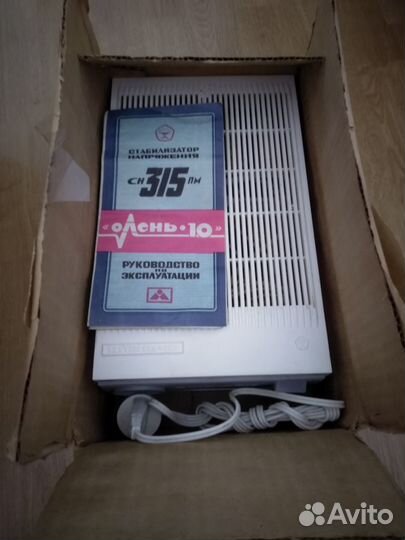 СТАБИЛИЗАТОР
НАПРЯЖЕНИЯ
СН 315 ПМ
«ОЛЕНЬ-10»
РУКОВОДСТВО
ПО
ЭКСПЛУАТАЦИИ
Avito